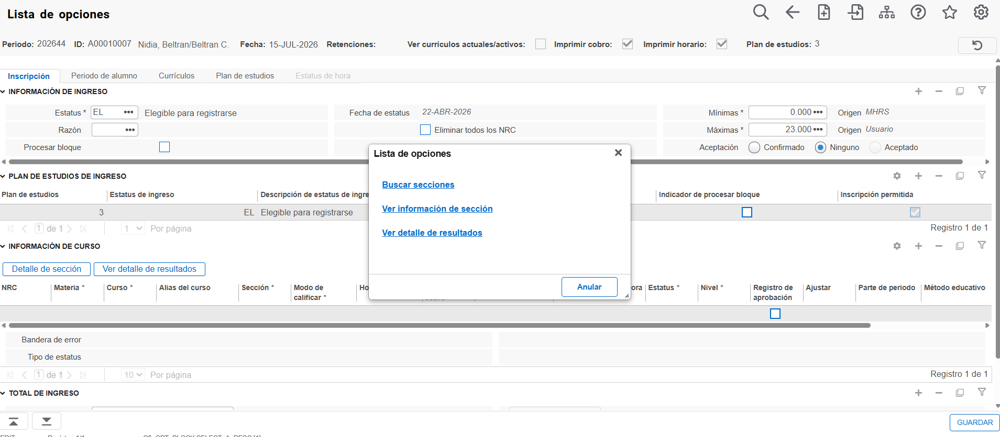 Lista de opciones
Periodo: 202644 ID: A00010007 Nidia, Beltran/Beltran C. Fecha: 15-JUL-2026 Retenciones: Ver currículos actuales/activos: Imprimir cobro: Imprimir horario: Plan de estudios: 3
Inscripción Periodo de alumno Currículos Plan de estudios Estatus de hora
INFORMACIÓN DE INGRESO
Estatus * EL ••• Elegible para registrarse Fecha de estatus 22-ABR-2026 Mínimas * 0.000 ••• Origen MHRS
Razón ••• Eliminar todos los NRC Máximas * 23.000 ••• Origen Usuario
Procesar bloque Aceptación Confirmado Ninguno Aceptado
Lista de opciones
Buscar secciones
Ver información de sección
Ver detalle de resultados
Anular
PLAN DE ESTUDIOS DE INGRESO
Plan de estudios Estatus de ingreso Descripción de estatus de ingre Indicador de procesar bloque Inscripción permitida
3 EL Elegible para registrarse
1 de 1 1 Por página Registro 1 de 1
INFORMACIÓN DE CURSO
Detalle de sección Ver detalle de resultados
NRC Materia * Curso * Alias del curso Sección * Modo de calificar * Ho ora Estatus * Nivel * Registro de aprobación Ajustar Parte de periodo Método educativo
Bandera de error
Tipo de estatus
1 de 1 10 Por página Registro 1 de 1
TOTAL DE INGRESO
GUARDAR